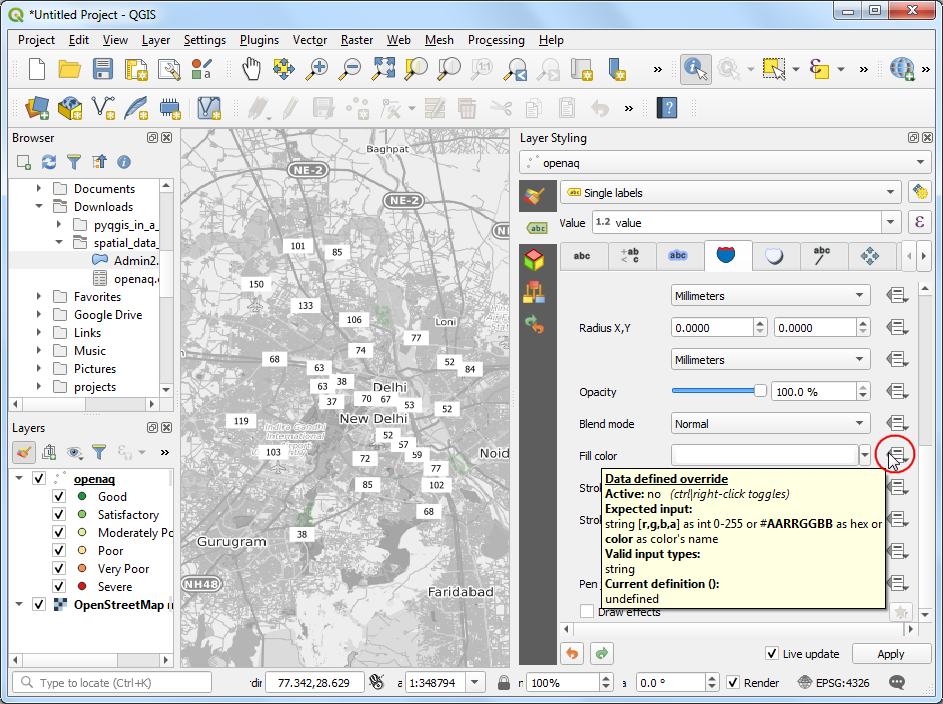 *Untitled Project - QGIS
Project Edit View Layer Settings Plugins Vector Raster Web Mesh Processing Help
Browser
Documents
Downloads
pyqgis_in_a_
spatial_data_
Admin2.
openaq.
Favorites
Google Drive
Links
Music
Pictures
projects
Layers
openaq
Good
Satisfactory
Moderately Po
Poor
Very Poor
Severe
OpenStreetMap
Baghpat
NE-2
NE-2
101
85
150
133
106
Loni
77
74
52
84
68
63
63
38
Delhi
37
70
67
53
52
119
New Delhi
Indira Gandhi
International
52
57
103
59
72
77
Noid
85
102
68
38
Gurugram
NH48
Faridabad
Layer Styling
openaq
abc Single labels
Value 1.2 value ε
abc +ab < c abc abc
Millimeters
Radius X,Y 0.0000 0.0000
Millimeters
Opacity 100.0 %
Blend mode Normal
Fill color
Data defined override
Active: no (ctrl|right-click toggles)
Expected input:
string [r,g,b,a] as int 0-255 or #AARRGGBB as hex or
color as color's name
Valid input types:
string
Current definition ():
undefined
Stro
Strol
Pen
Draw effects
Live update Apply
Type to locate (Ctrl+K) 77.342,28.629 1:348794 100% 0.0 ° Render EPSG:4326